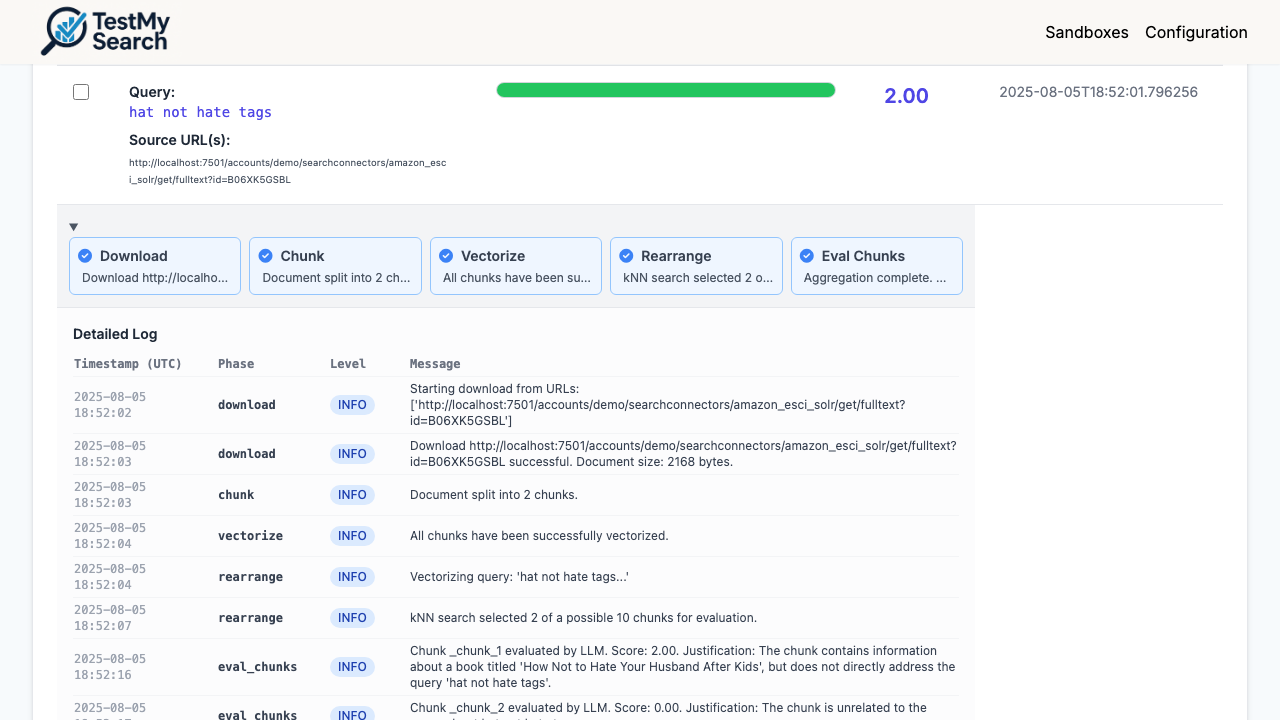 TestMy
Search
Sandboxes Configuration
Query:
hat not hate tags
2.00
2025-08-05T18:52:01.796256
Source URL(s):
http://localhost:7501/accounts/demo/searchconnectors/amazon_esc
i_solr/get/fulltext?id=B06XK5GSBL
▼
Download
Download http://localho...
Chunk
Document split into 2 ch...
Vectorize
All chunks have been su...
Rearrange
kNN search selected 2 o...
Eval Chunks
Aggregation complete. ...
Detailed Log
Timestamp (UTC) Phase Level Message
2025-08-05
18:52:02
download
INFO
Starting download from URLs:
['http://localhost:7501/accounts/demo/searchconnectors/amazon_esci_solr/get/fulltext?
id=B06XK5GSBL']
2025-08-05
18:52:03
download
INFO
Download http://localhost:7501/accounts/demo/searchconnectors/amazon_esci_solr/get/fulltext?
id=B06XK5GSBL successful. Document size: 2168 bytes.
2025-08-05
18:52:03
chunk
INFO
Document split into 2 chunks.
2025-08-05
18:52:04
vectorize
INFO
All chunks have been successfully vectorized.
2025-08-05
18:52:04
rearrange
INFO
Vectorizing query: 'hat not hate tags...'
2025-08-05
18:52:07
rearrange
INFO
kNN search selected 2 of a possible 10 chunks for evaluation.
2025-08-05
18:52:16
eval_chunks
INFO
Chunk _chunk_1 evaluated by LLM. Score: 2.00. Justification: The chunk contains information
about a book titled 'How Not to Hate Your Husband After Kids', but does not directly address the
query 'hat not hate tags'.
2025-08-05
eval_chunks
INFO
Chunk _chunk_2 evaluated by LLM. Score: 0.00. Justification: The chunk is unrelated to the